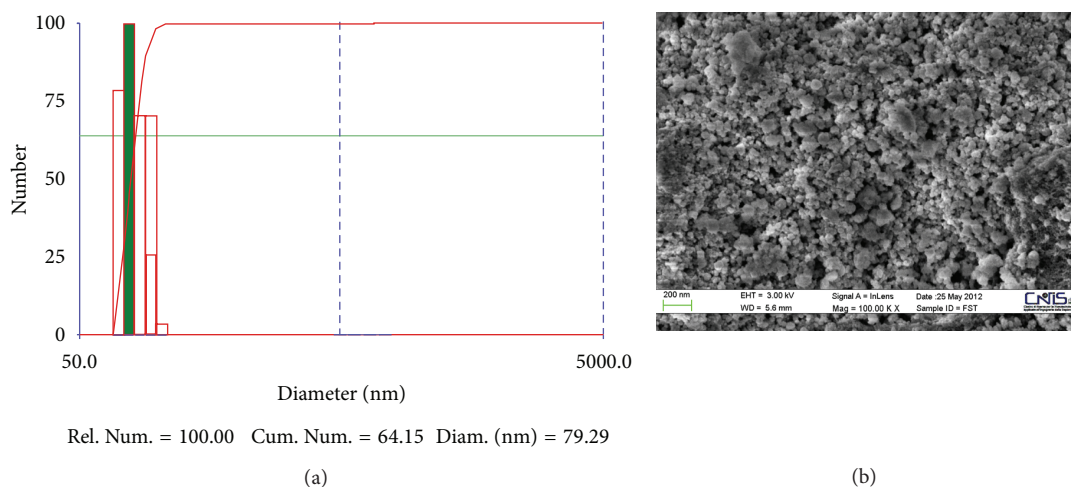 100
75
50
25
0
Number
50.0
5000.0
Diameter (nm)
Rel. Num. = 100.00 Cum. Num. = 64.15 Diam. (nm) = 79.29
(a)
200 nm
EHT = 3.00 kV
Signal A = InLens
Date :25 May 2012
WD = 5.6 mm
Mag = 100.00 K X
Sample ID = FST
(b)